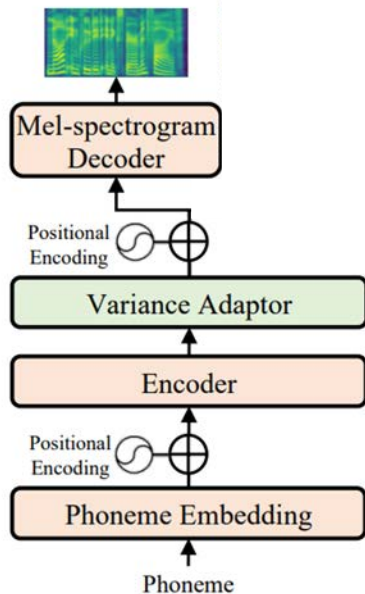 Mel-spectrogram
Decoder
Positional
Encoding
Variance Adaptor
Encoder
Positional
Encoding
Phoneme Embedding
Phoneme